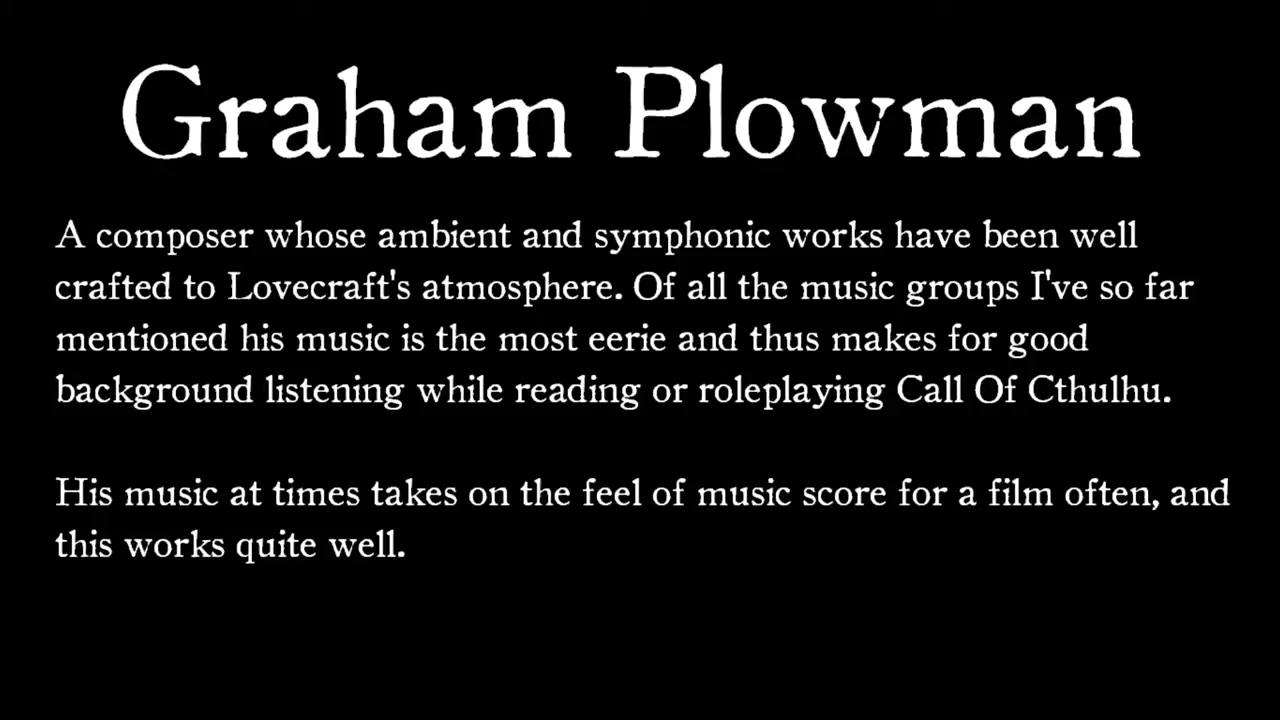 Graham Plowman
A composer whose ambient and symphonic works have been well
crafted to Lovecraft's atmosphere. Of all the music groups I've so far
mentioned his music is the most eerie and thus makes for good
background listening while reading or roleplaying Call Of Cthulhu.
His music at times takes on the feel of music score for a film often, and
this works quite well.